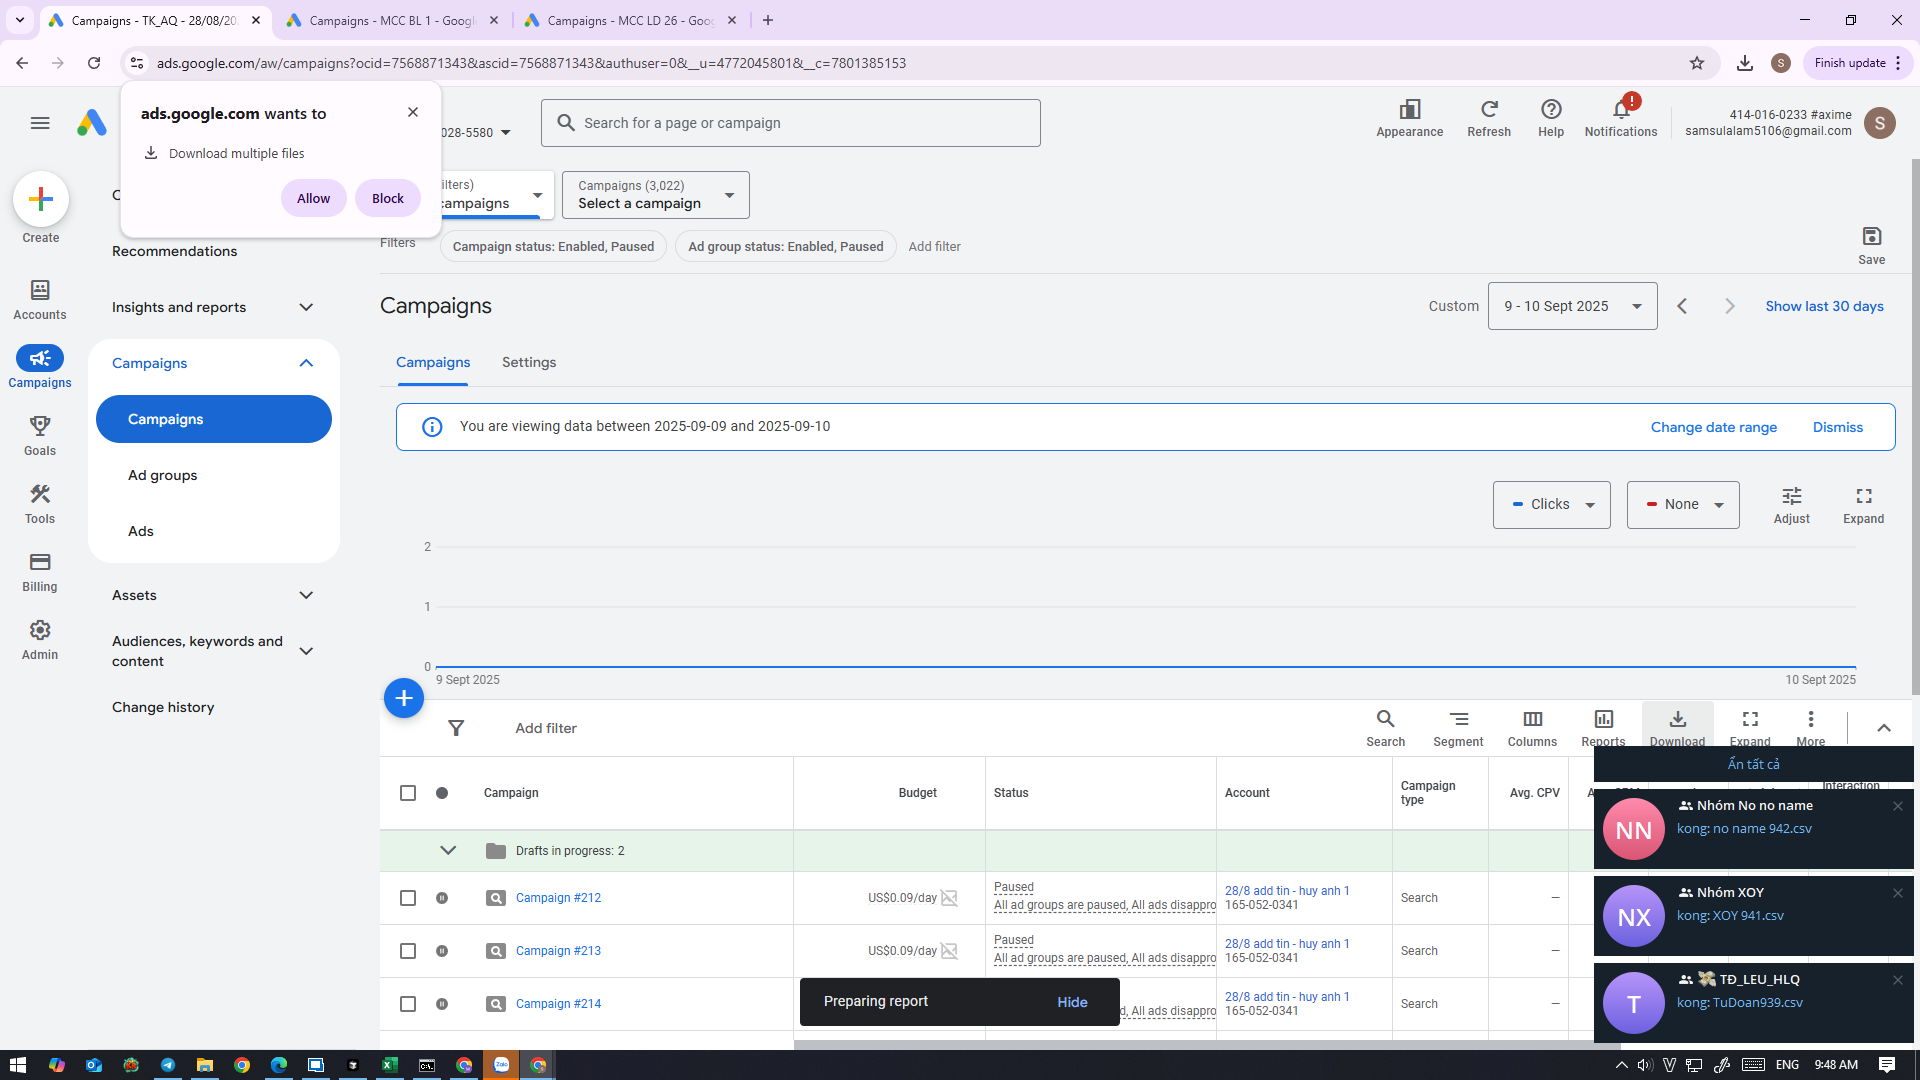 Campaigns - TK_AQ - 28/08/20
Campaigns - MCC BL 1 - Google
Campaigns - MCC LD 26 - Goo
ads.google.com/aw/campaigns?ocid=7568871343&ascid=7568871343&authuser=0&__u=4772045801&__c=7801385153
S
Finish update
ads.google.com wants to
Download multiple files
Allow
Block
028-5580
Search for a page or campaign
Appearance
Refresh
Help
!
Notifications
414-016-0233 #axime
samsulalam5106@gmail.com
S
ilters)
campaigns
Campaigns (3,022)
Select a campaign
Filters
Campaign status: Enabled, Paused
Ad group status: Enabled, Paused
Add filter
Save
Create
Accounts
Campaigns
Goals
Tools
Billing
Admin
Recommendations
Insights and reports
Campaigns
Campaigns
Ad groups
Ads
Assets
Audiences, keywords and
content
Change history
Campaigns
Custom
9 - 10 Sept 2025
Show last 30 days
Campaigns
Settings
You are viewing data between 2025-09-09 and 2025-09-10
Change date range
Dismiss
Clicks
None
Adjust
Expand
2
1
0
9 Sept 2025
10 Sept 2025
Add filter
Search
Segment
Columns
Reports
Download
Expand
More
Campaign
Budget
Status
Account
Campaign
type
Avg. CPV
Interaction
Drafts in progress: 2
Campaign #212
US$0.09/day
Paused
All ad groups are paused, All ads disappro
28/8 add tin - huy anh 1
165-052-0341
Search
—
Campaign #213
US$0.09/day
Paused
All ad groups are paused, All ads disappro
28/8 add tin - huy anh 1
165-052-0341
Search
—
Campaign #214
d, All ads disappro
28/8 add tin - huy anh 1
165-052-0341
Search
—
Preparing report
Hide
Ẩn tất cả
NN
Nhóm No no name
kong: no name 942.csv
NX
Nhóm XOY
kong: XOY 941.csv
T
TĐ_LEU_HLQ
kong: TuDoan939.csv
Zalo
ENG
9:48 AM